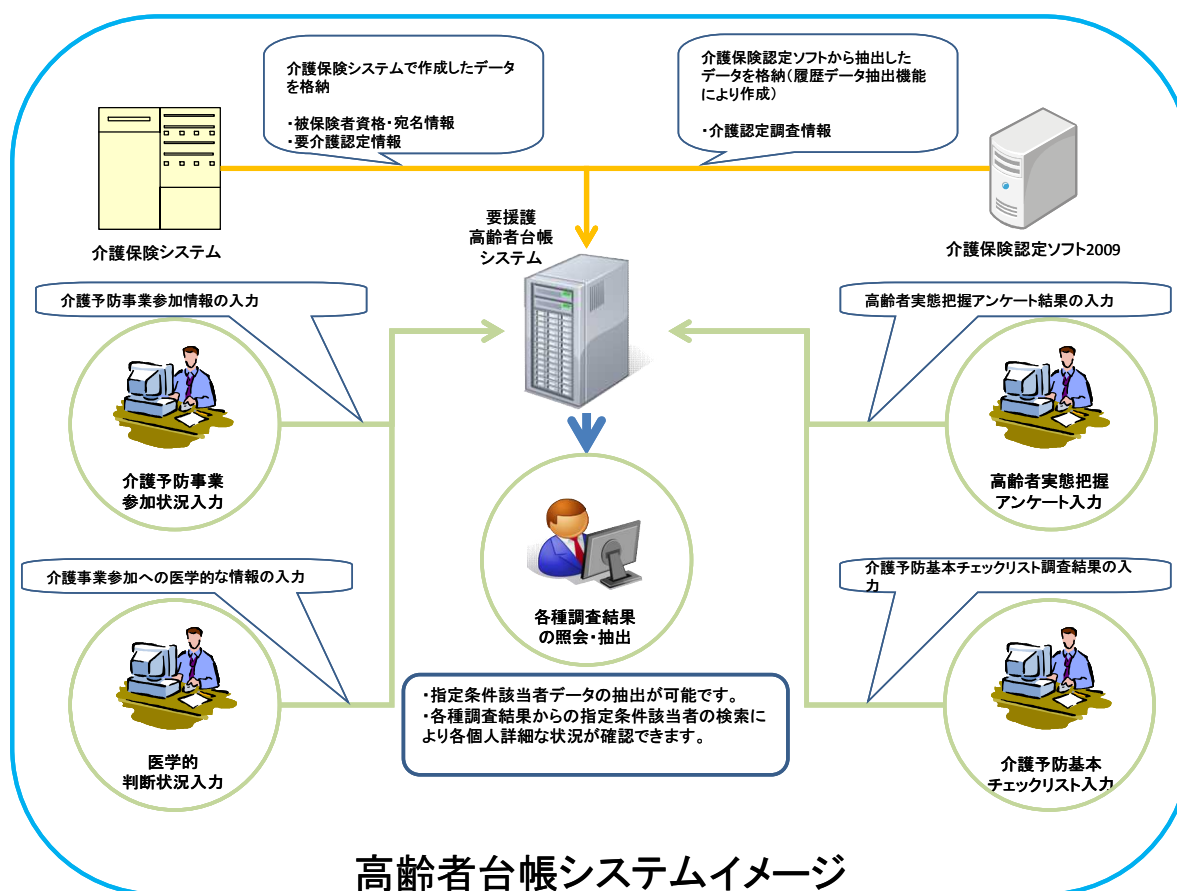 介護保険システムで作成したデータ
を格納
・被保険者資格・宛名情報
・要介護認定情報
介護保険認定ソフトから抽出した
データを格納(履歴データ抽出機能
により作成)
・介護認定調査情報
介護保険システム
要援護
高齢者台帳
システム
介護保険認定ソフト2009
介護予防事業参加情報の入力
高齢者実態把握アンケート結果の入力
介護予防事業
参加状況入力
高齢者実態把握
アンケート入力
介護事業参加への医学的な情報の入力
介護予防基本チェックリスト調査結果の入
力
各種調査結果
の照会・抽出
・指定条件該当者データの抽出が可能です。
・各種調査結果からの指定条件該当者の検索に
より各個人詳細な状況が確認できます。
医学的
判断状況入力
介護予防基本
チェックリスト入力
高齢者台帳システムイメージ